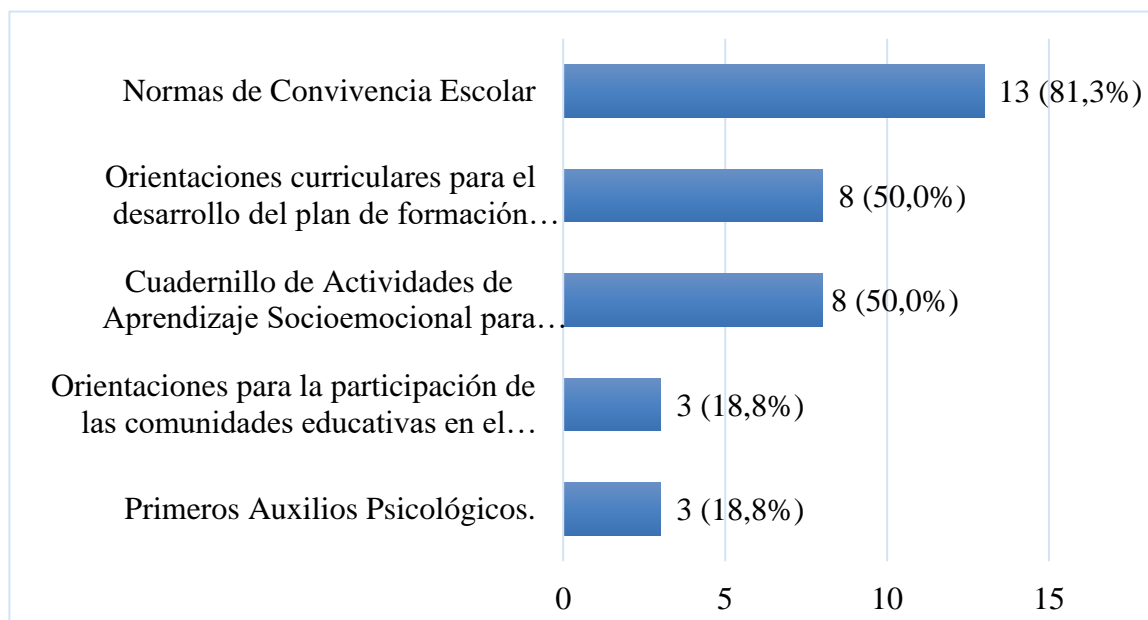 Normas de Convivencia Escolar
13 (81,3%)
Orientaciones curriculares para el
desarrollo del plan de formación…
8 (50,0%)
Cuadernillo de Actividades de
Aprendizaje Socioemocional para…
8 (50,0%)
Orientaciones para la participación de
las comunidades educativas en el…
3 (18,8%)
Primeros Auxilios Psicológicos.
3 (18,8%)
0 5 10 15